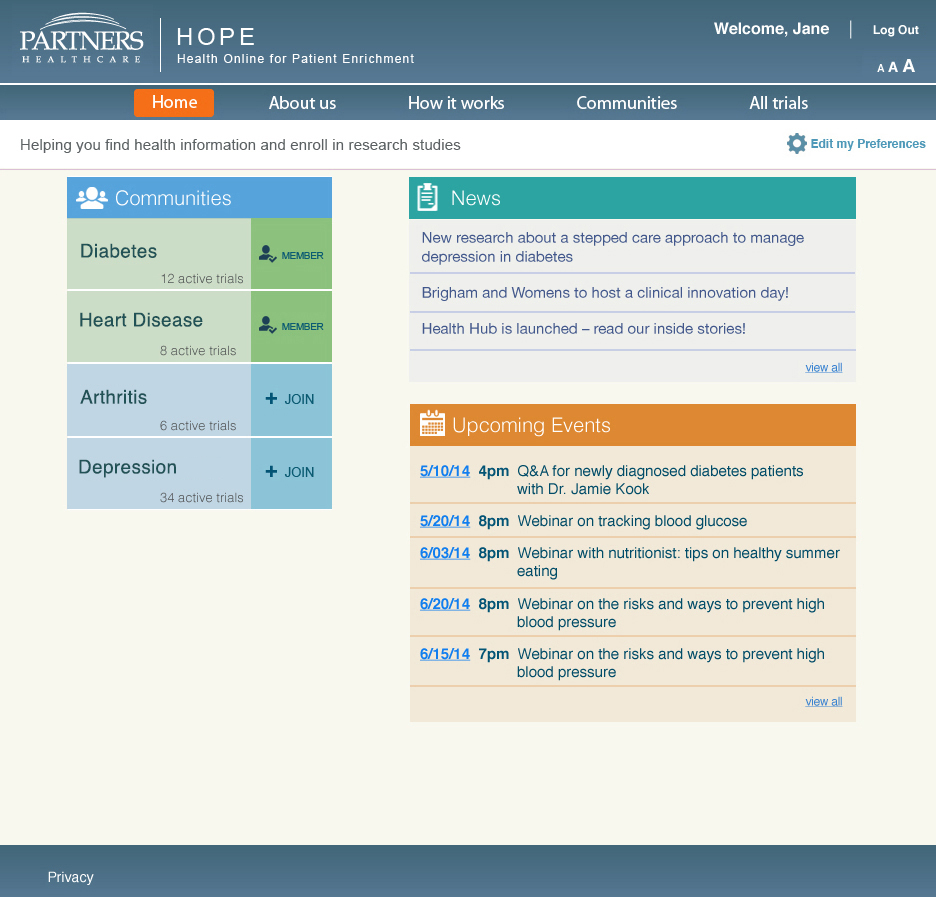 PARTNERS
HEALTHCARE
HOPE
Health Online for Patient Enrichment
Welcome, Jane
Log Out
A A A
Home About us How it works Communities All trials
Helping you find health information and enroll in research studies
Edit my Preferences
Communities
Diabetes
12 active trials
MEMBER
Heart Disease
8 active trials
MEMBER
Arthritis
6 active trials
+ JOIN
Depression
34 active trials
+ JOIN
News
New research about a stepped care approach to manage
depression in diabetes
Brigham and Womens to host a clinical innovation day!
Health Hub is launched – read our inside stories!
view all
Upcoming Events
5/10/14 4pm Q&A for newly diagnosed diabetes patients
with Dr. Jamie Kook
5/20/14 8pm Webinar on tracking blood glucose
6/03/14 8pm Webinar with nutritionist: tips on healthy summer
eating
6/20/14 8pm Webinar on the risks and ways to prevent high
blood pressure
6/15/14 7pm Webinar on the risks and ways to prevent high
blood pressure
view all
Privacy